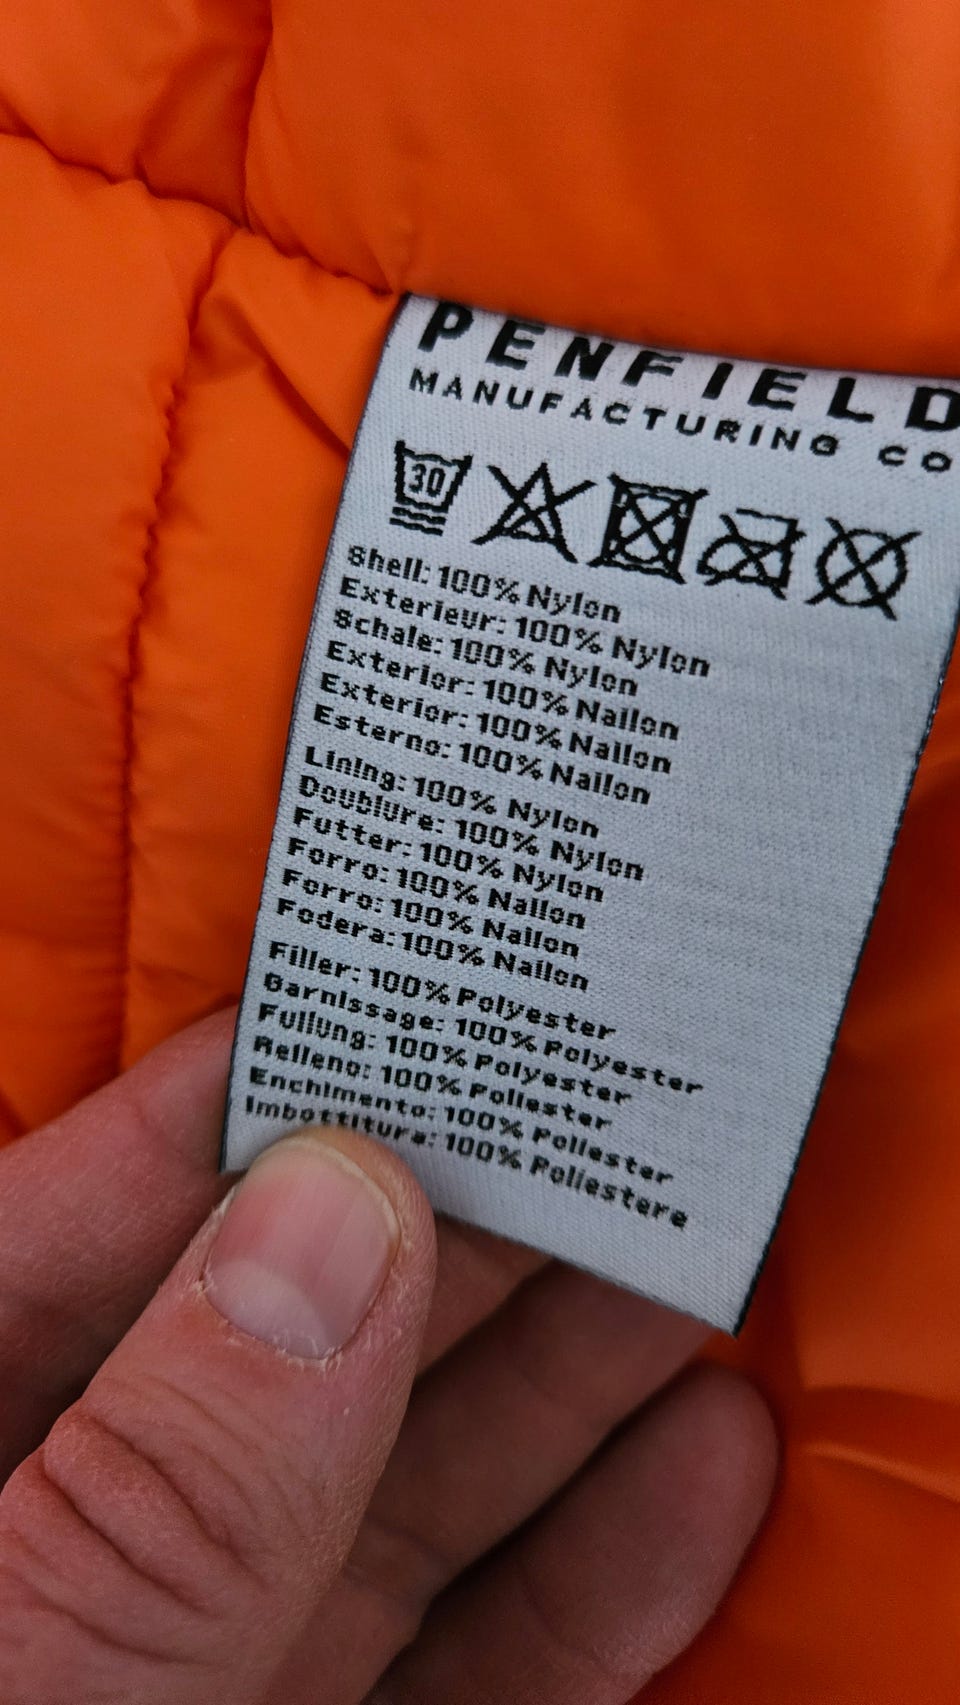 PENFIELD
MANUFACTURING CO
30
Shell: 100% Nylon
Exterieur: 100% Nylon
Schale: 100% Nylon
Exterior: 100% Nailon
Exterior: 100% Nailon
Esterno: 100% Nailon
Lining: 100% Nylon
Doublure: 100% Nylon
Futter: 100% Nylon
Forro: 100% Nailon
Forro: 100% Nailon
Fodera: 100% Nailon
Filler: 100% Polyester
Garnissage: 100% Polyester
Fullung: 100% Polyester
Relleno: 100% Poliester
Enchimento: 100% Poliester
Imbottitura: 100% Poliestere